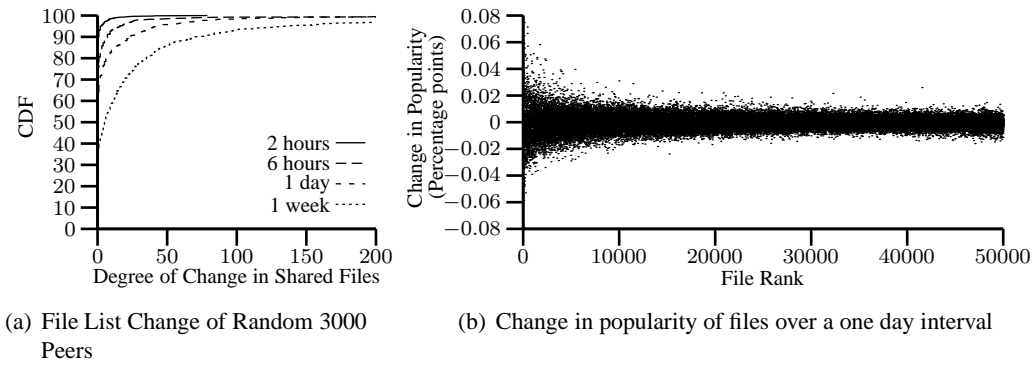 100
90
80
70
60
50
40
30
20
10
0
CDF
2 hours
6 hours
1 day
1 week
0 50 100 150 200
Degree of Change in Shared Files
(a) File List Change of Random 3000
Peers
0.08
0.06
0.04
0.02
0
−0.02
−0.04
−0.06
−0.08
Change in Popularity
(Percentage points)
0 10000 20000 30000 40000 50000
File Rank
(b) Change in popularity of files over a one day interval